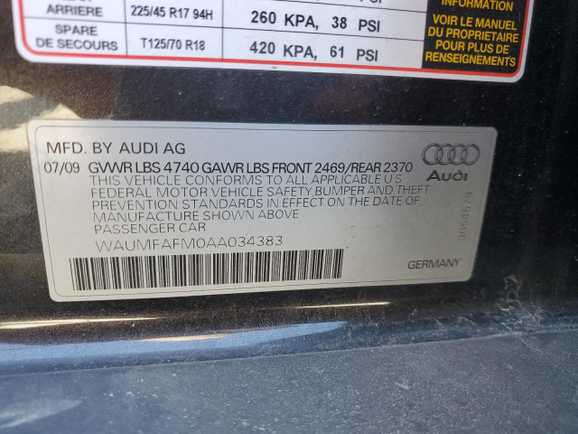 ARRIERE 225/45 R17 94H 260 KPA, 38 PSI
SPARE
DE SECOURS T125/70 R18 420 KPA, 61 PSI
VOIR LE MANUEL
DU PROPRIETAIRE
POUR PLUS DE
RENSEIGNEMENTS
MFD. BY AUDI AG
07/09 GVWR LBS 4740 GAWR LBS FRONT 2469/REAR 2370
THIS VEHICLE CONFORMS TO ALL APPLICABLE U.S.
FEDERAL MOTOR VEHICLE SAFETY, BUMPER AND THEFT
PREVENTION STANDARDS IN EFFECT ON THE DATE OF
MANUFACTURE SHOWN ABOVE
PASSENGER CAR
WAUMFAFM0AA034383
Audi
GERMANY